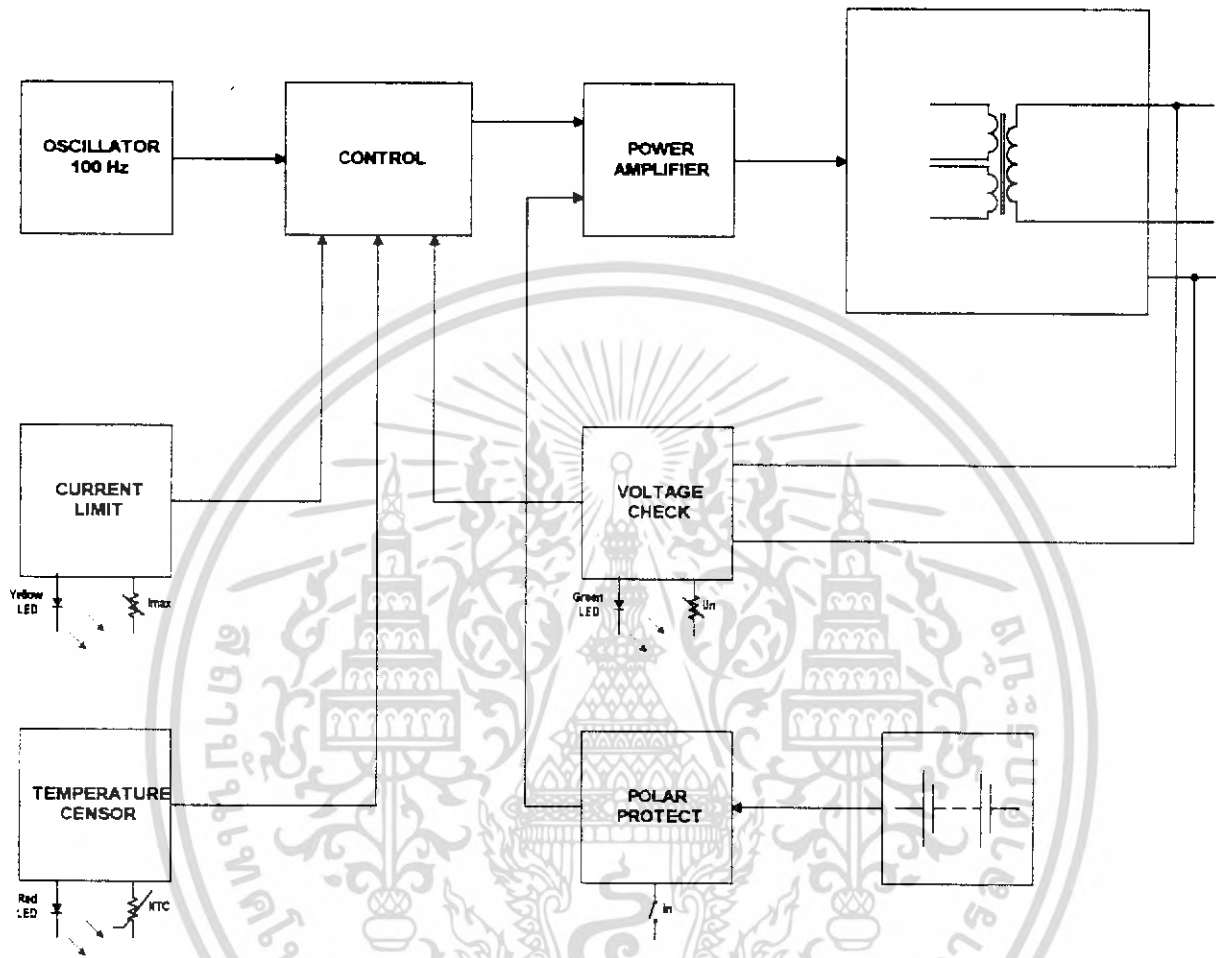 OSCILLATOR
100 Hz
CONTROL
POWER
AMPLIFIER
CURRENT
LIMIT
Yellow
LED
Imax
VOLTAGE
CHECK
Green
LED
Un
TEMPERATURE
CENSOR
Red
LED
NTC
POLAR
PROTECT
In